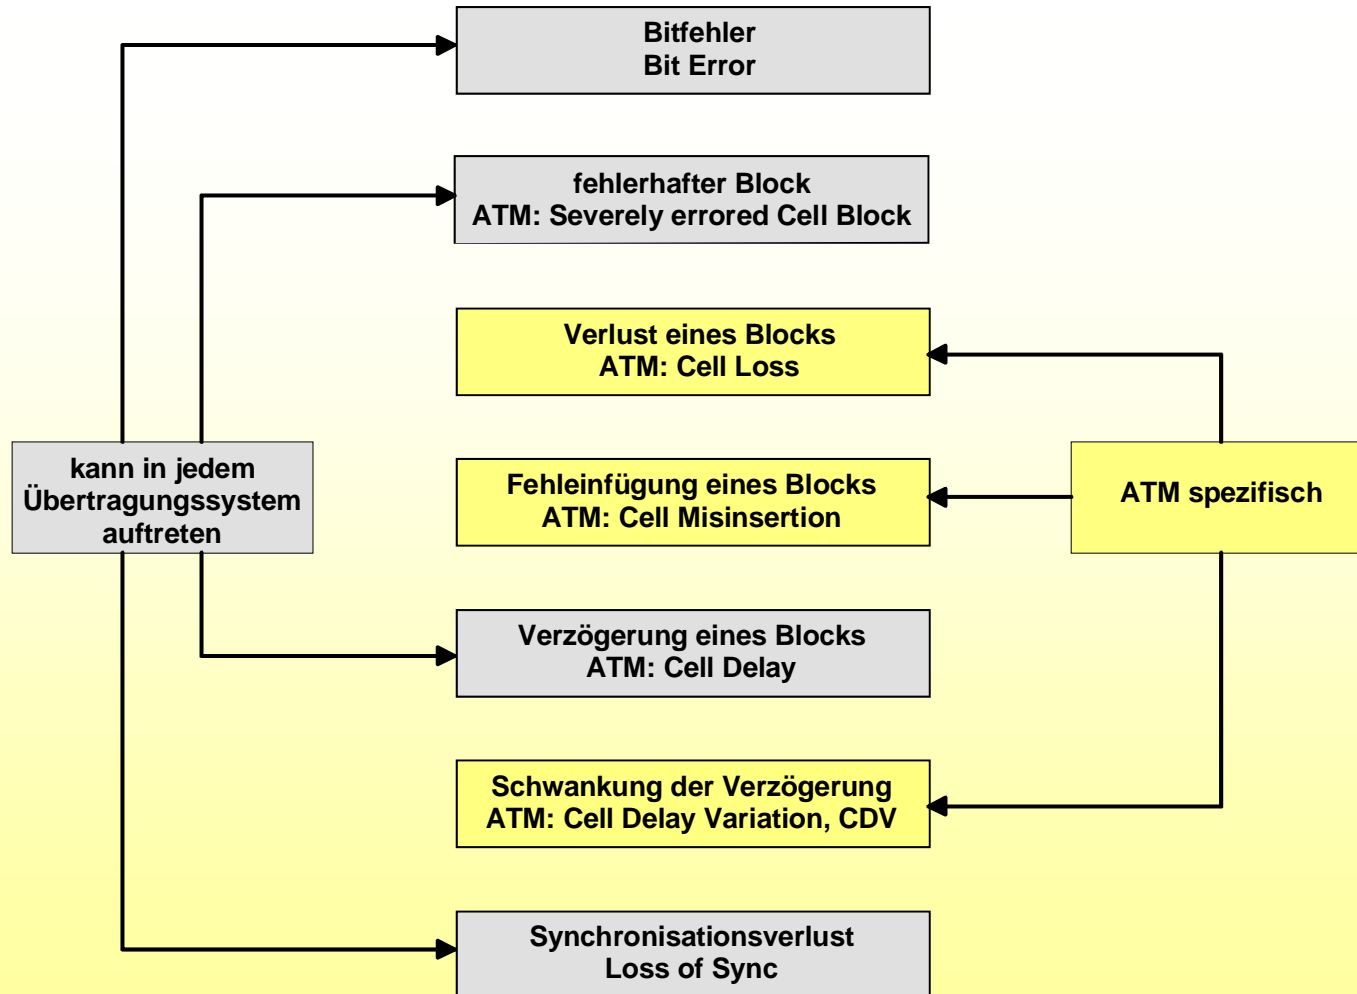 Bitfehler
Bit Error
fehlerhafter Block
ATM: Severely errored Cell Block
Verlust eines Blocks
ATM: Cell Loss
kann in jedem
Übertragungssystem
auftreten
Fehleinfügung eines Blocks
ATM: Cell Misinsertion
ATM spezifisch
Verzögerung eines Blocks
ATM: Cell Delay
Schwankung der Verzögerung
ATM: Cell Delay Variation, CDV
Synchronisationsverlust
Loss of Sync